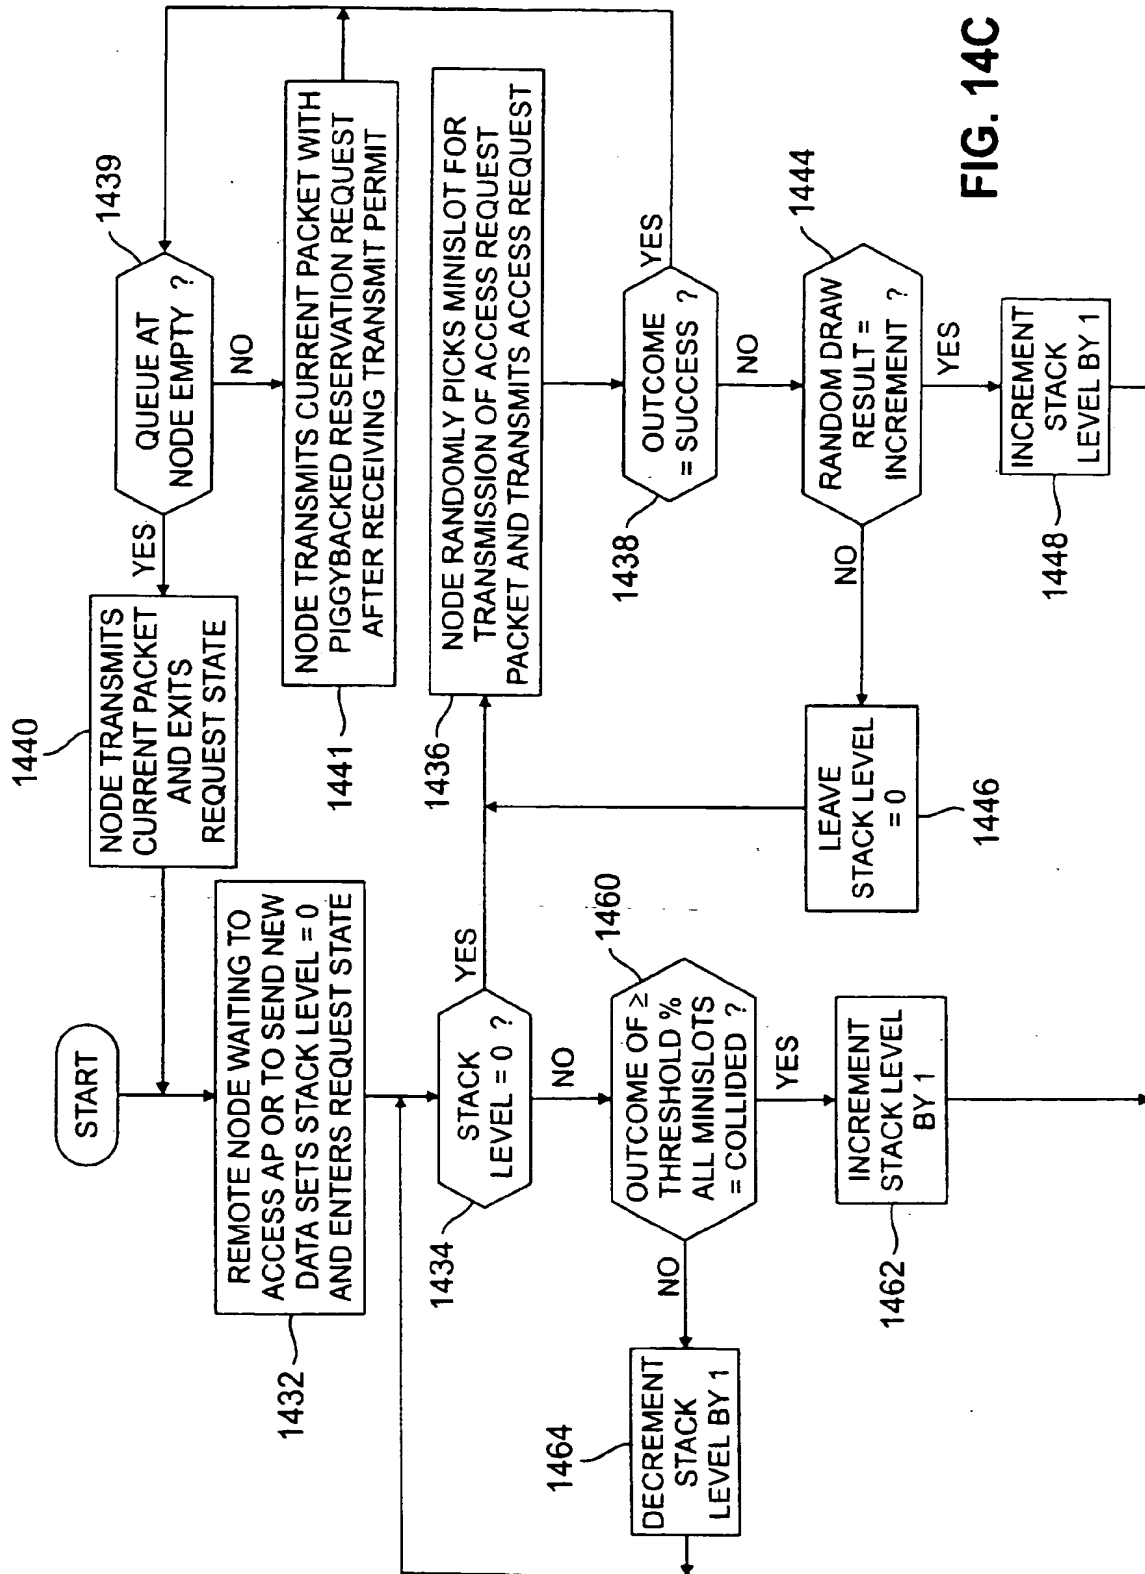 START
REMOTE NODE WAITING TO
ACCESS AP OR TO SEND NEW
DATA SETS STACK LEVEL = 0
AND ENTERS REQUEST STATE
1432
STACK
LEVEL = 0 ?
1434
YES
NO
OUTCOME OF ≥
THRESHOLD %
ALL MINISLOTS
= COLLIDED ?
1460
NO
YES
DECREMENT
STACK
LEVEL BY 1
1464
INCREMENT
STACK LEVEL
BY 1
1462
1440
NODE TRANSMITS
CURRENT PACKET
AND EXITS
REQUEST STATE
YES
QUEUE AT
NODE EMPTY ?
1439
NO
NODE TRANSMITS CURRENT PACKET WITH
PIGGYBACKED RESERVATION REQUEST
AFTER RECEIVING TRANSMIT PERMIT
1441
NODE RANDOMLY PICKS MINISLOT FOR
TRANSMISSION OF ACCESS REQUEST
PACKET AND TRANSMITS ACCESS REQUEST
1436
OUTCOME
= SUCCESS ?
1438
YES
NO
RANDOM DRAW
RESULT =
INCREMENT ?
1444
NO
YES
LEAVE
STACK LEVEL
= 0
1446
INCREMENT
STACK
LEVEL BY 1
1448
FIG. 14C